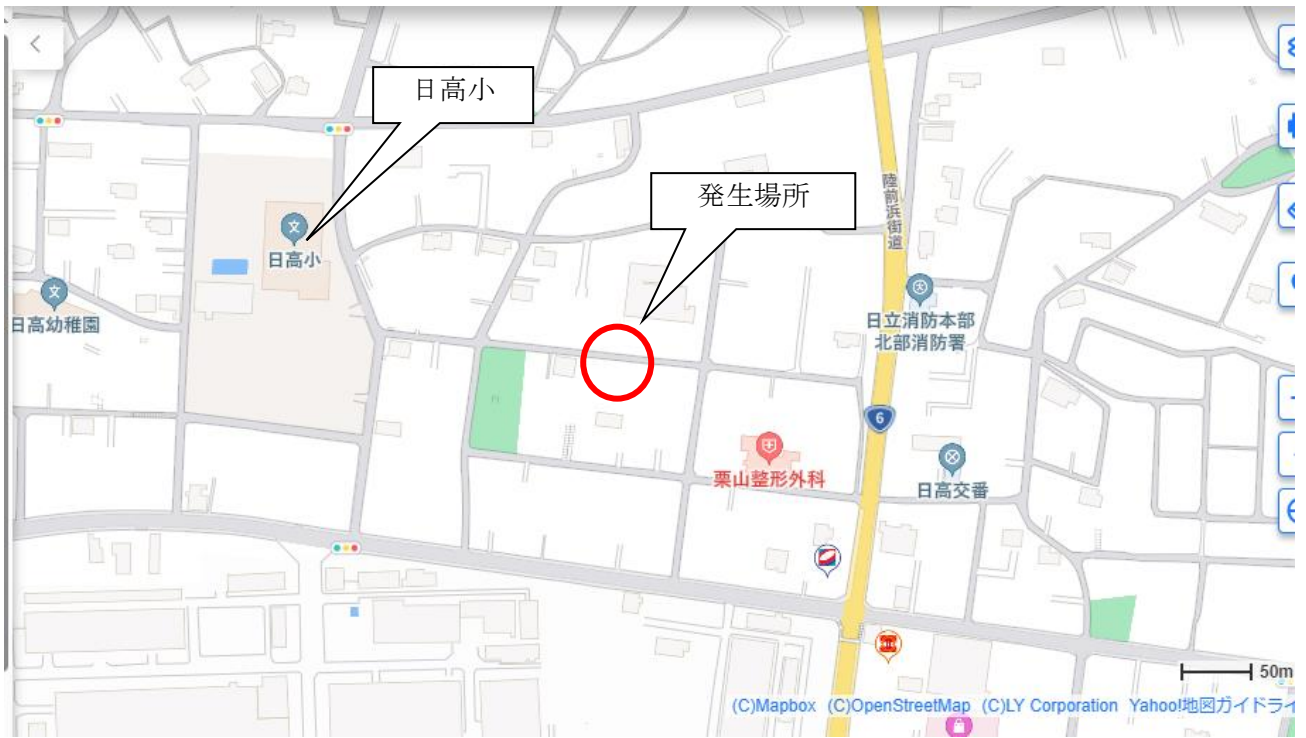 日高小
発生場所
陸前浜街道
日高小
日高幼稚園
日立消防本部
北部消防署
6
栗山整形外科
日高交番
50m
(C)Mapbox (C)OpenStreetMap (C)LY Corporation Yahoo!地図ガイドライ